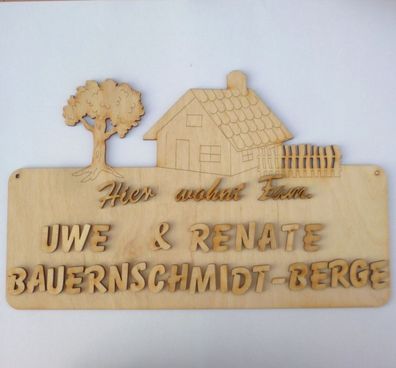 Hier wohnt Fam.
UWE & RENATE
BAUERNSCHMIDT-BERGE